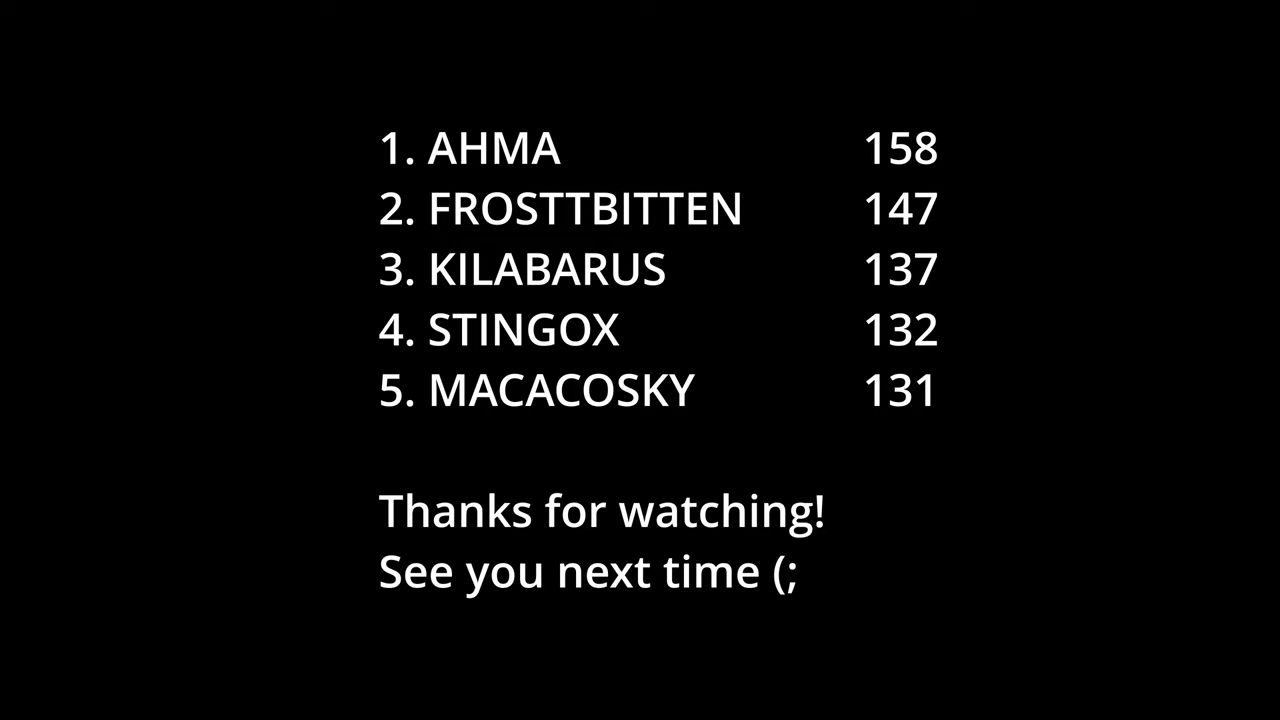 1. AHMA 158
2. FROSTTBITTEN 147
3. KILABARUS 137
4. STINGOX 132
5. MACACOSKY 131
Thanks for watching!
See you next time (;